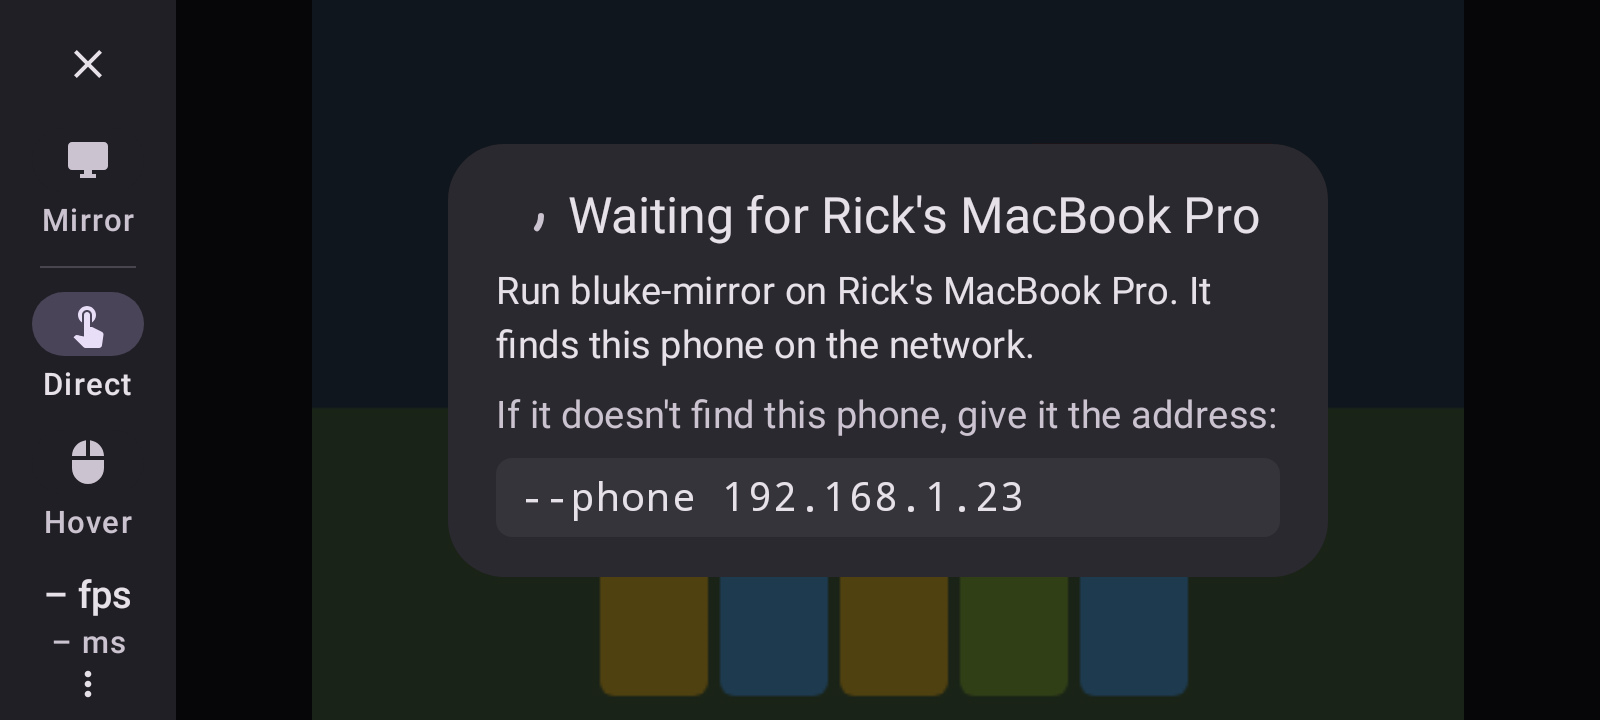 Mirror
Direct
Hover
– fps
– ms
Waiting for Rick's MacBook Pro
Run bluke-mirror on Rick's MacBook Pro. It
finds this phone on the network.
If it doesn't find this phone, give it the address:
--phone 192.168.1.23